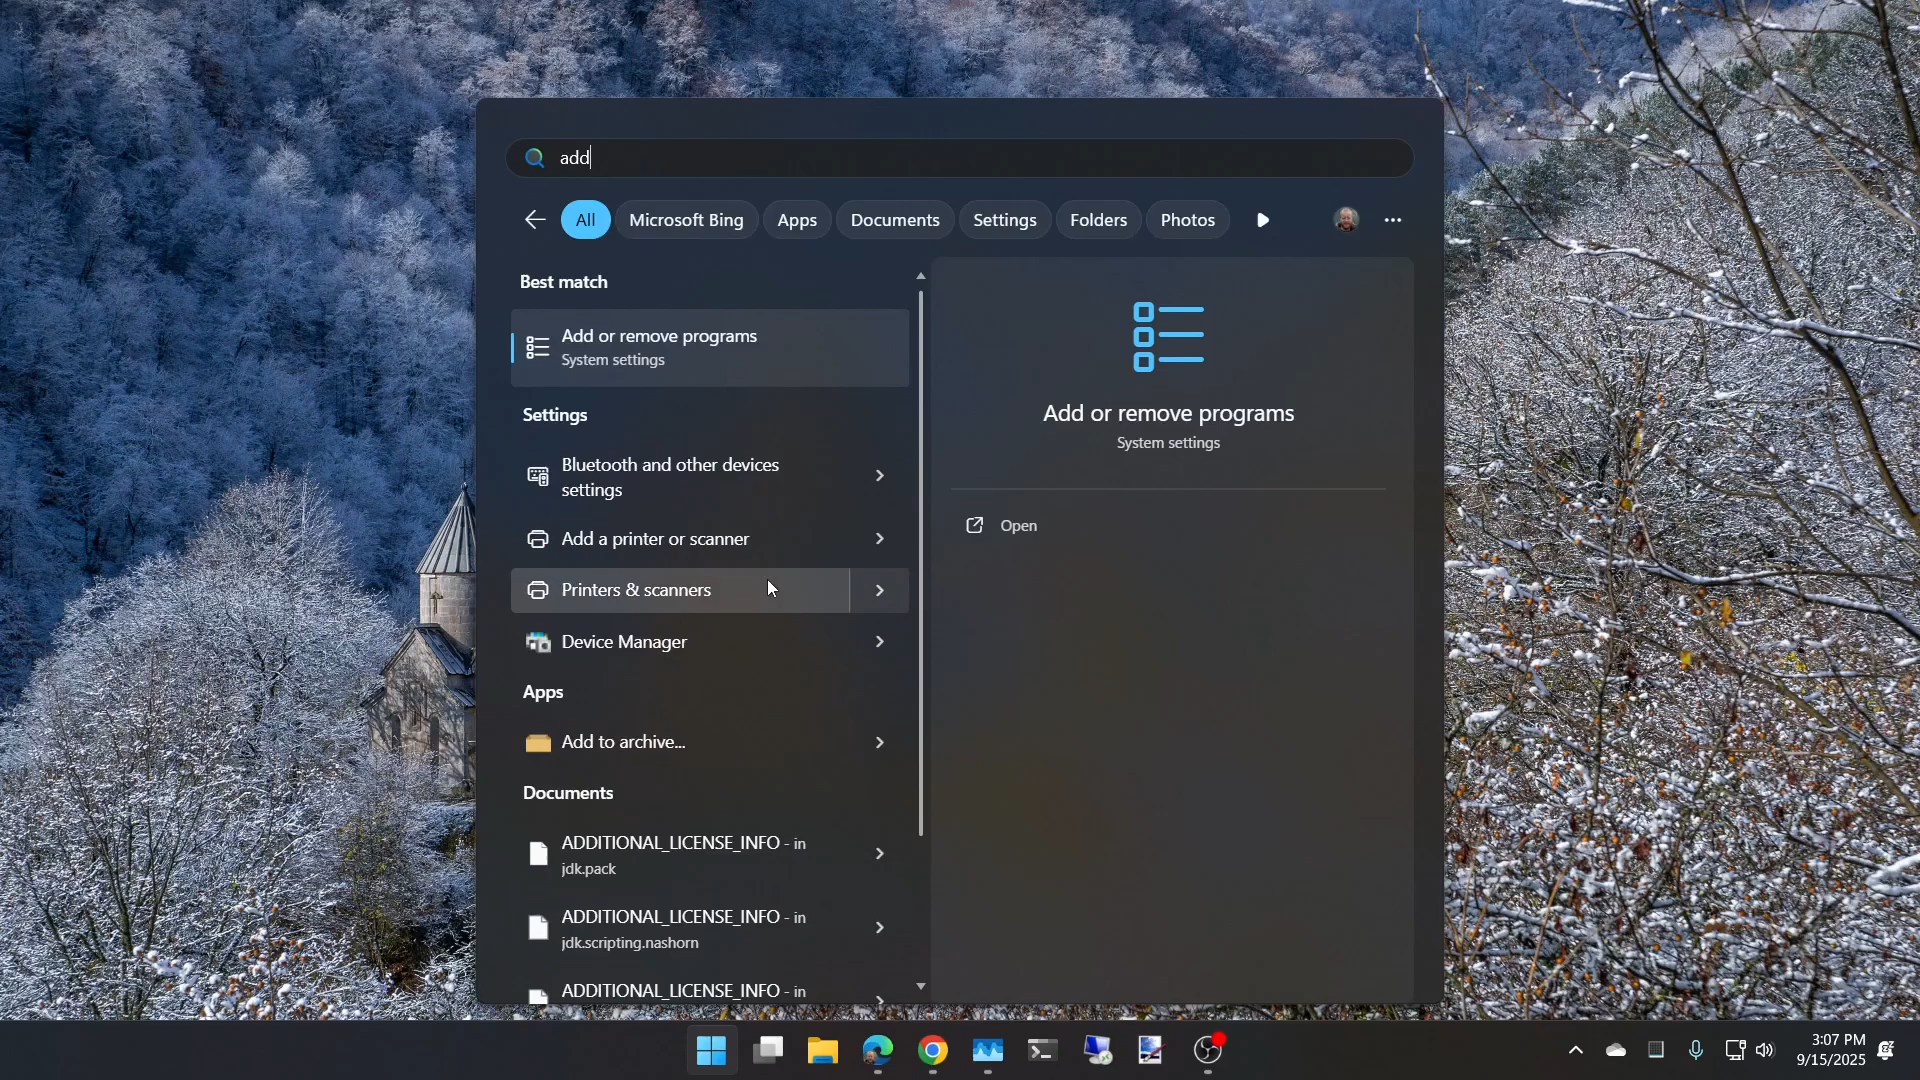 add
All
Microsoft Bing
Apps
Documents
Settings
Folders
Photos
Best match
Add or remove programs
System settings
Settings
Bluetooth and other devices
settings
Add a printer or scanner
Printers & scanners
Device Manager
Apps
Add to archive...
Documents
ADDITIONAL_LICENSE_INFO - in
jdk.pack
ADDITIONAL_LICENSE_INFO - in
jdk.scripting.nashorn
ADDITIONAL_LICENSE_INFO - in
Add or remove programs
System settings
Open
3:07 PM
9/15/2025